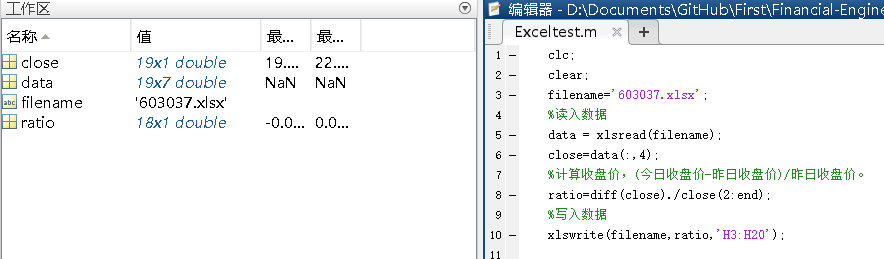 工作区
名称 值 最... 最...
close 19x1 double 19.... 22....
data 19x7 double NaN NaN
filename '603037.xlsx'
ratio 18x1 double -0.0... 0.0...
编辑器 - D:\Documents\GitHub\First\Financial-Engine
Exceltest.m × +
1 - clc;
2 - clear;
3 - filename='603037.xlsx';
4 %读入数据
5 - data = xlsread(filename);
6 - close=data(:,4);
7 %计算收盘价，(今日收盘价-昨日收盘价)/昨日收盘价。
8 - ratio=diff(close)./close(2:end);
9 %写入数据
10 - xlswrite(filename,ratio,'H3:H20');
11